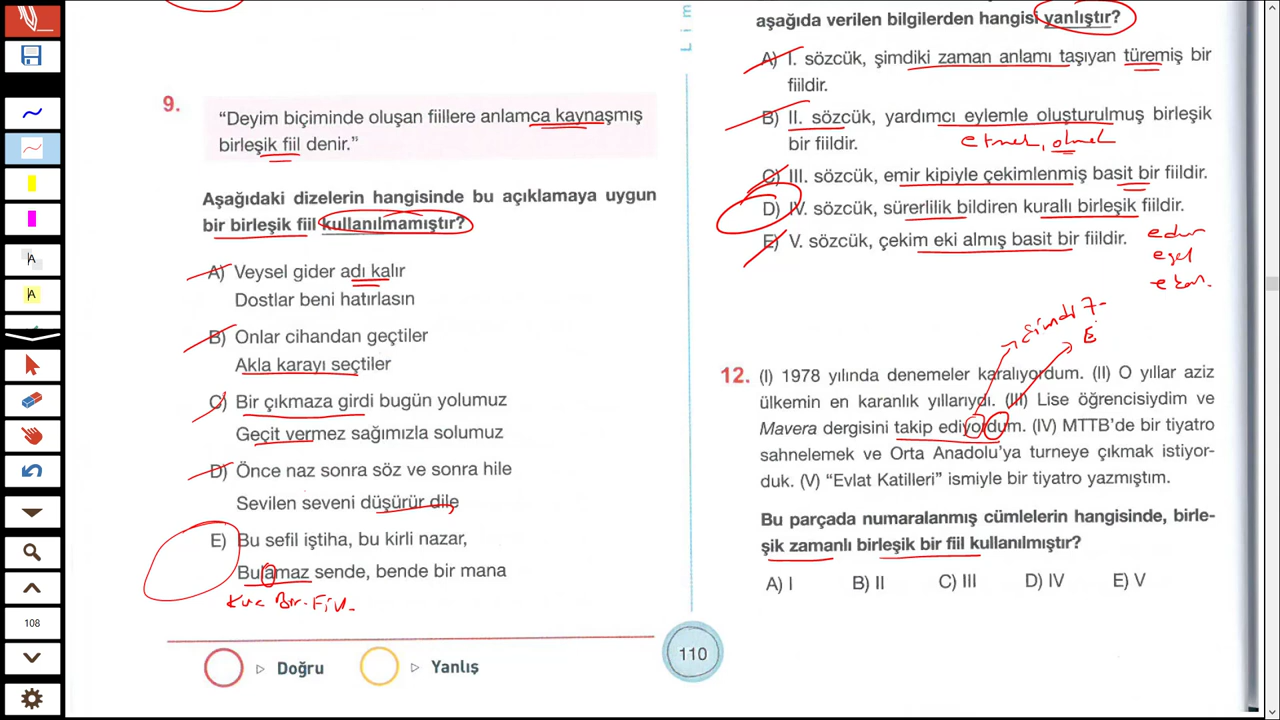 9.
“Deyim biçiminde oluşan fiillere anlamca kaynaşmış
birleşik fiil denir.”
Aşağıdaki dizelerin hangisinde bu açıklamaya uygun
bir birleşik fiil kullanılmamıştır?
A) Veysel gider adı kalır
Dostlar beni hatırlasın
B) Onlar cihandan geçtiler
Akla karayı seçtiler
C) Bir çıkmaza girdi bugün yolumuz
Geçit vermez sağımızla solumuz
D) Önce naz sonra söz ve sonra hile
Sevilen seveni düşürür dile
E) Bu sefil iştiha, bu kirli nazar,
Bulamaz sende, bende bir mana
Kur. Bir. Fiil.
Doğru
Yanlış
110
Lim
aşağıda verilen bilgilerden hangisi yanlıştır?
A) I. sözcük, şimdiki zaman anlamı taşıyan türemiş bir
fiildir.
B) II. sözcük, yardımcı eylemle oluşturulmuş birleşik
bir fiildir.
etmek, olmak
C) III. sözcük, emir kipiyle çekimlenmiş basit bir fiildir.
D) IV. sözcük, sürerlilik bildiren kurallı birleşik fiildir.
E) V. sözcük, çekim eki almış basit bir fiildir.
edur
egel
ekal.
şimdi Z-
E
12. (I) 1978 yılında denemeler karalıyordum. (II) O yıllar aziz
ülkemin en karanlık yıllarıydı. (III) Lise öğrencisiydim ve
Mavera dergisini takip ediyordum. (IV) MTTB’de bir tiyatro
sahnelemek ve Orta Anadolu’ya turneye çıkmak istiyor-
duk. (V) “Evlat Katilleri” ismiyle bir tiyatro yazmıştım.
Bu parçada numaralanmış cümlelerin hangisinde, birle-
şik zamanlı birleşik bir fiil kullanılmıştır?
A) I B) II C) III D) IV E) V
A
A
108